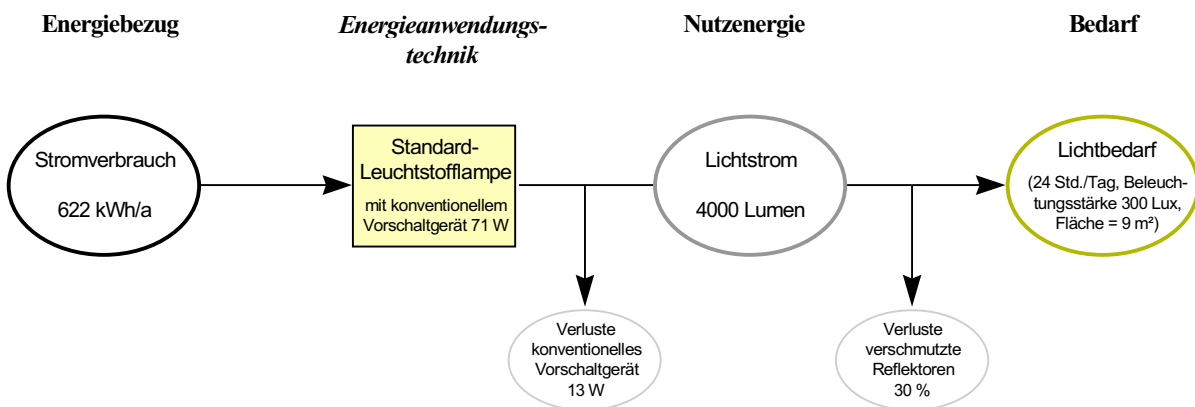 Energiebezug
Energieanwendungs-
technik
Nutzenergie
Bedarf
Stromverbrauch
622 kWh/a
Standard-
Leuchtstofflampe
mit konventionellem
Vorschaltgerät 71 W
Lichtstrom
4000 Lumen
Lichtbedarf
(24 Std./Tag, Beleuch-
tungsstärke 300 Lux,
Fläche = 9 m²)
Verluste
konventionelles
Vorschaltgerät
13 W
Verluste
verschmutzte
Reflektoren
30 %